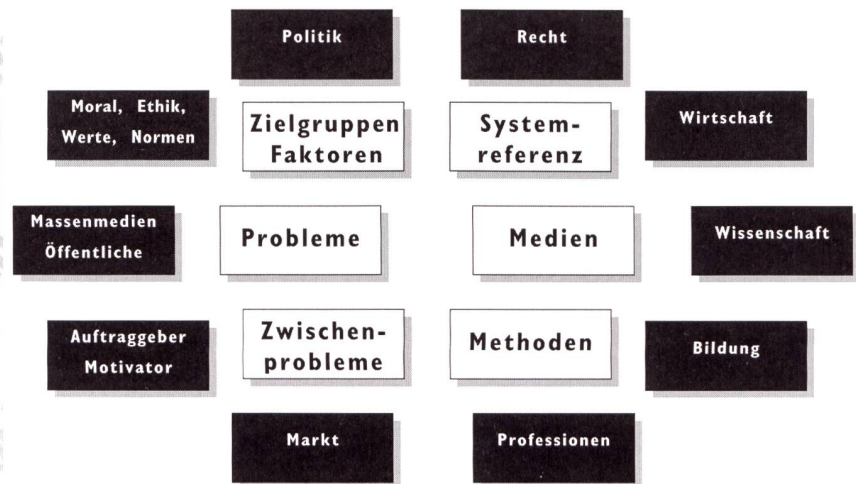 Politik
Recht
Moral, Ethik,
Werte, Normen
Zielgruppen
Faktoren
System-
referenz
Wirtschaft
Massenmedien
Öffentliche
Probleme
Medien
Wissenschaft
Auftraggeber
Motivator
Zwischen-
probleme
Methoden
Bildung
Markt
Professionen